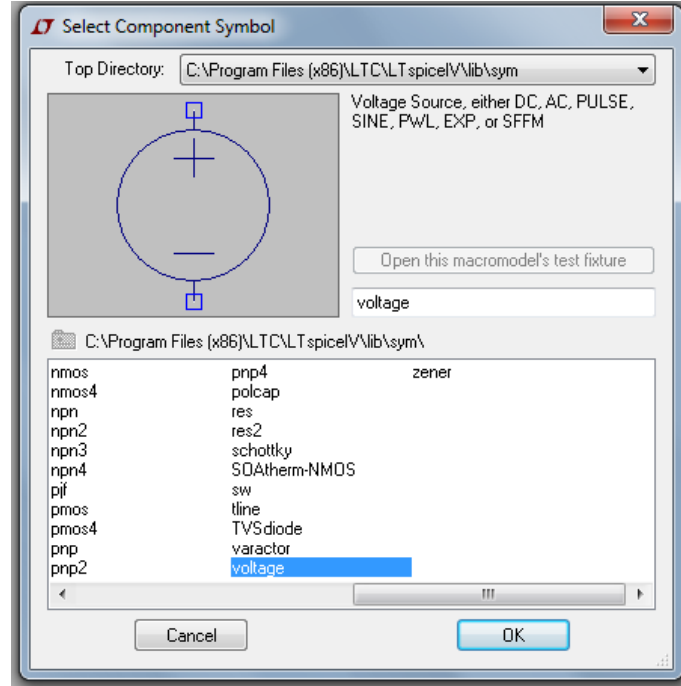 Select Component Symbol
Top Directory: C:\Program Files (x86)\LTC\LTspiceIV\lib\sym
Voltage Source, either DC, AC, PULSE,
SINE, PWL, EXP, or SFFM
Open this macromodel's test fixture
voltage
C:\Program Files (x86)\LTC\LTspiceIV\lib\sym\
nmos
nmos4
npn
npn2
npn3
npn4
pjf
pmos
pmos4
pnp
pnp2
pnp4
polcap
res
res2
schottky
SOAtherm-NMOS
sw
tline
TVSdiode
varactor
voltage
zener
Cancel
OK